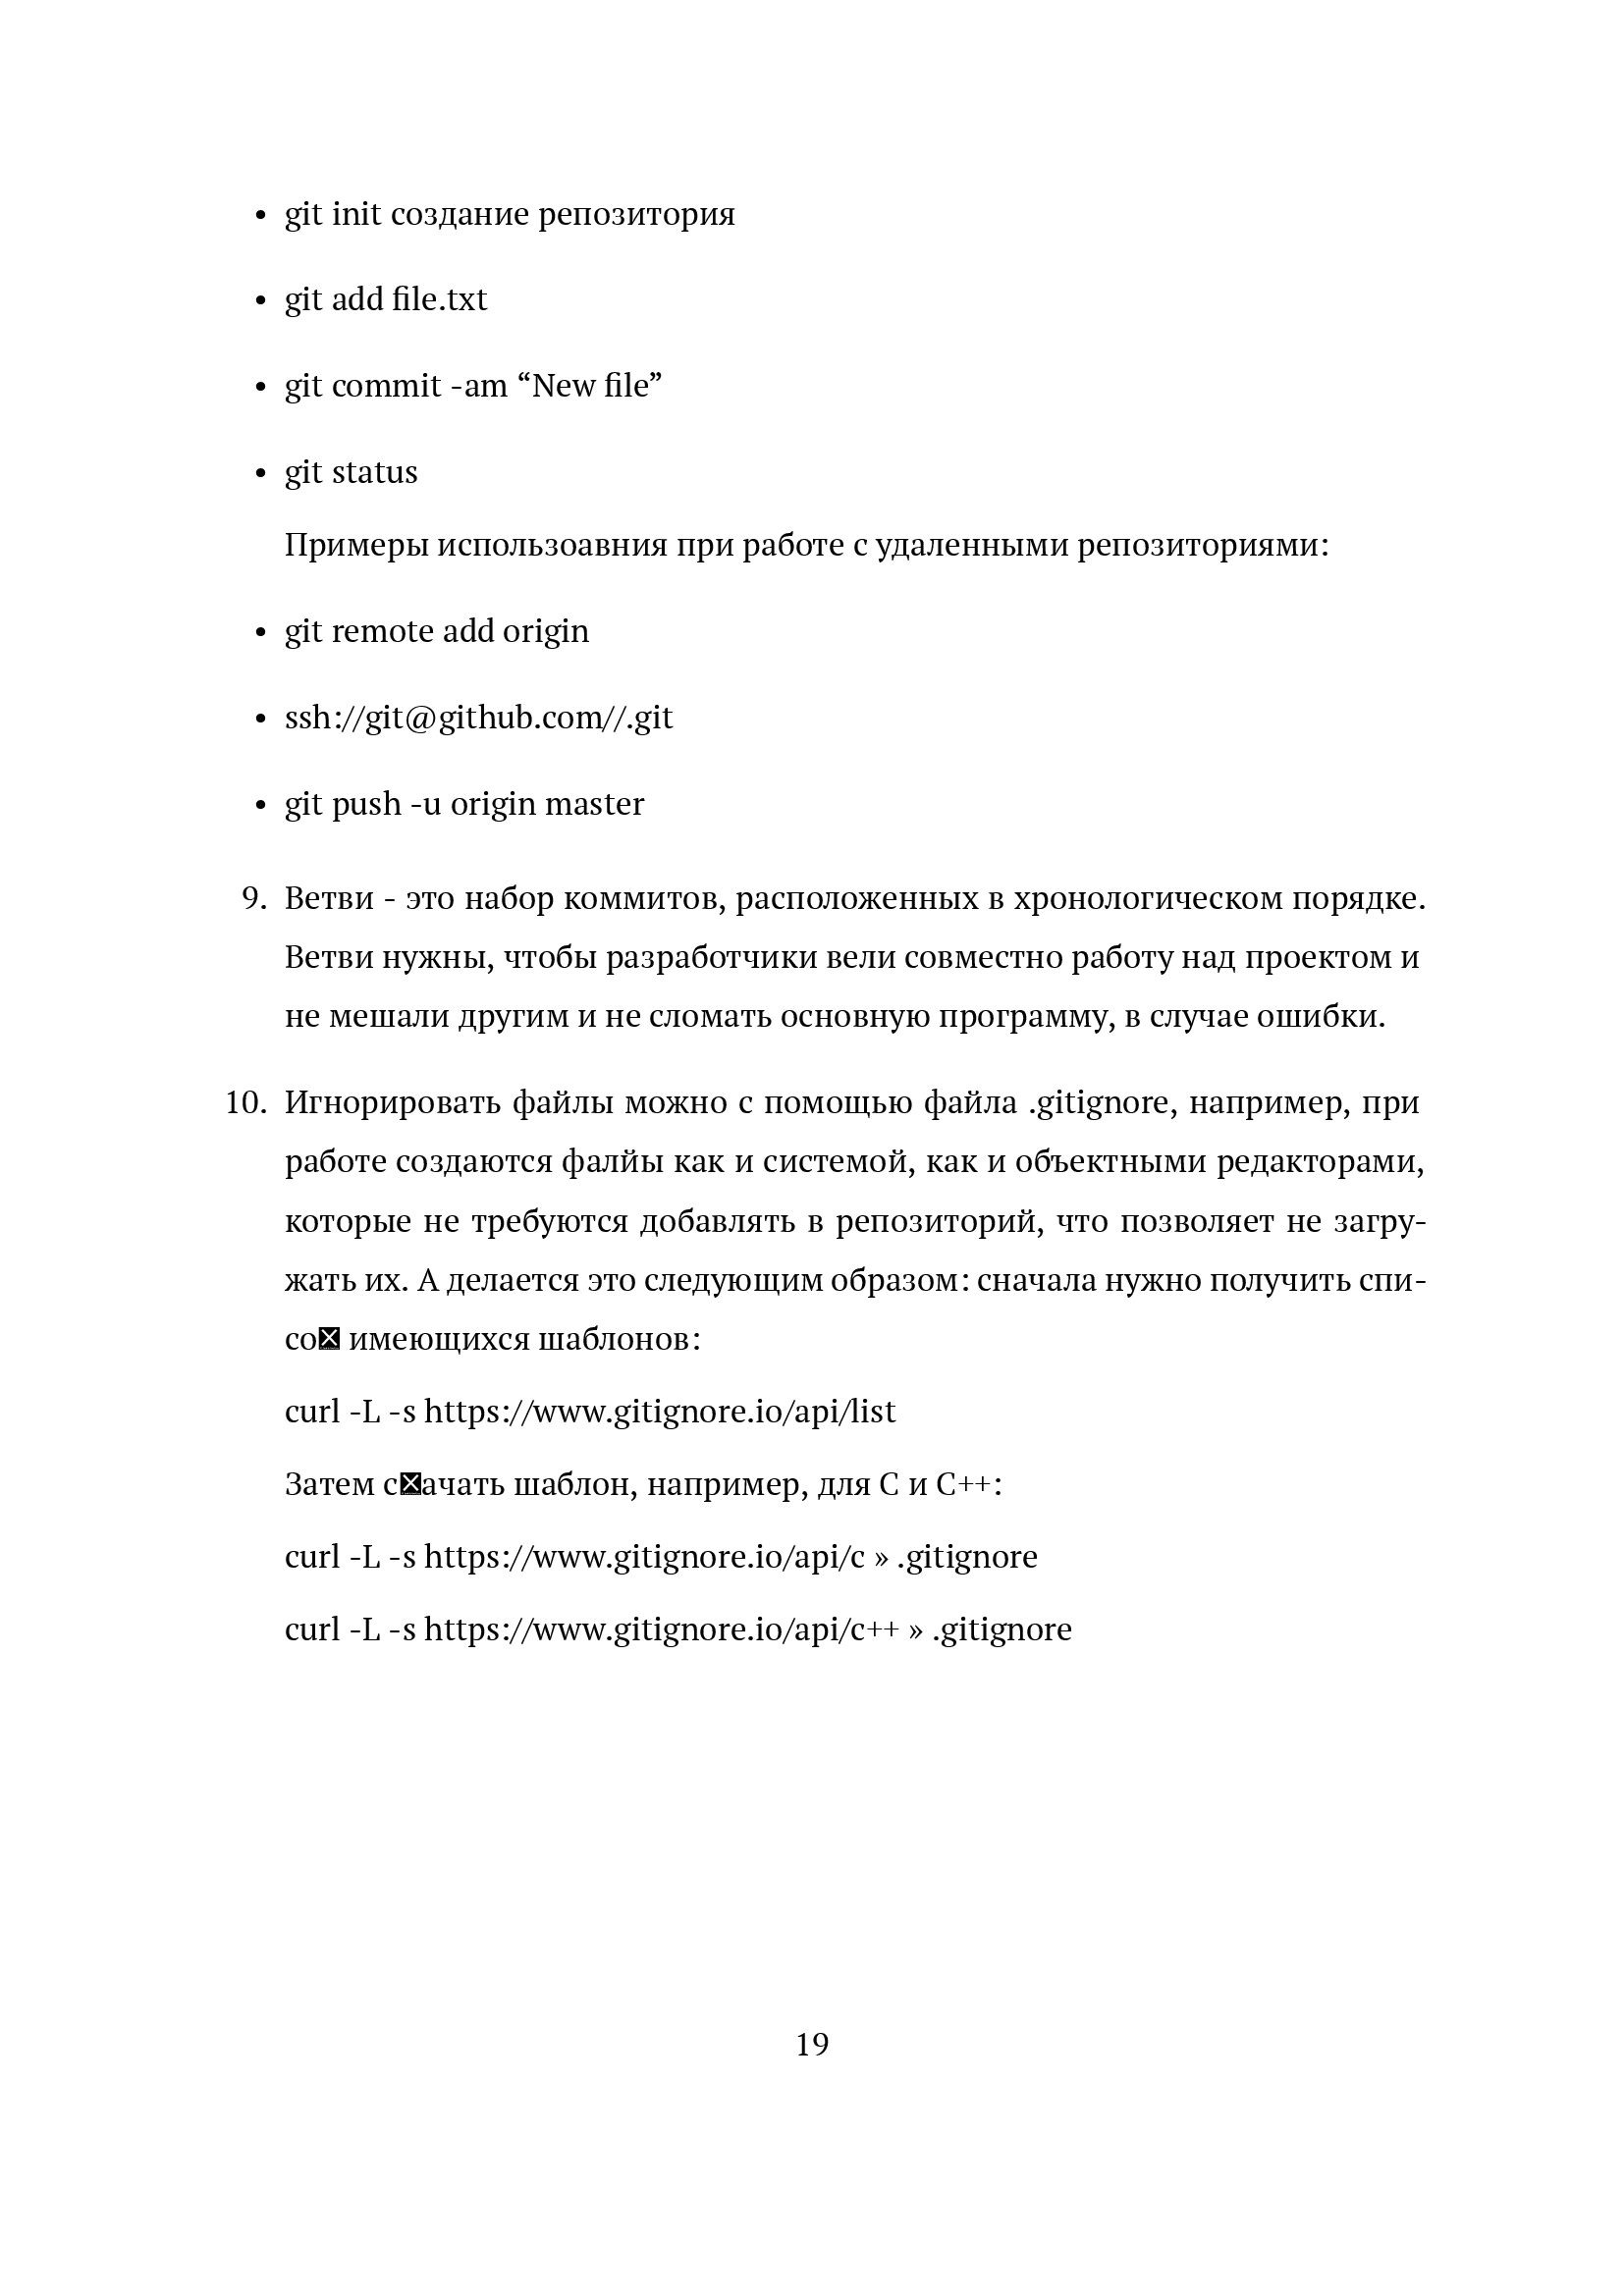 • git init создание репозитория
• git add file.txt
• git commit -am “New file”
• git status
Примеры использоавния при работе с удаленными репозиториями:
• git remote add origin
• ssh://git@github.com//.git
• git push -u origin master
9. Ветви - это набор коммитов, расположенных в хронологическом порядке.
Ветви нужны, чтобы разработчики вели совместно работу над проектом и
не мешали другим и не сломать основную программу, в случае ошибки.
10. Игнорировать файлы можно с помощью файла .gitignore, например, при
работе создаются фалйы как и системой, как и объектными редакторами,
которые не требуются добавлять в репозиторий, что позволяет не загру-
жать их. А делается это следующим образом: сначала нужно получить спи-
со☒ имеющихся шаблонов:
curl -L -s https://www.gitignore.io/api/list
Затем с☒ачать шаблон, например, для C и C++:
curl -L -s https://www.gitignore.io/api/c » .gitignore
curl -L -s https://www.gitignore.io/api/c++ » .gitignore
19